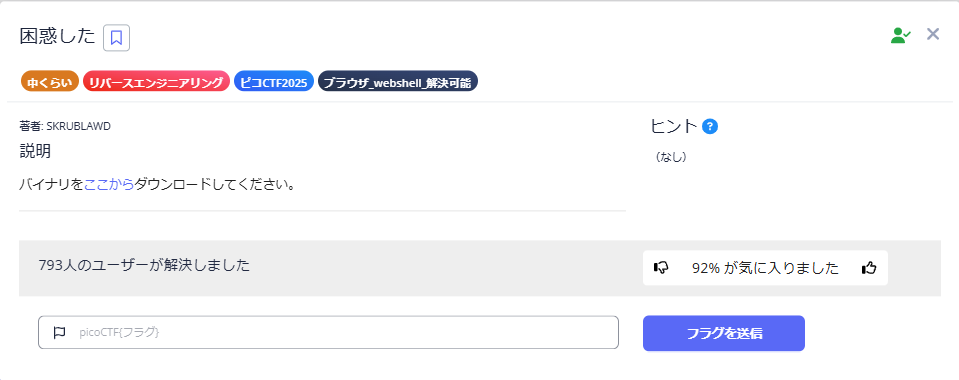 困惑した
中くらい リバースエンジニアリング ピコCTF2025 ブラウザ_webshell_解決可能
著者: SKRUBLAWD
説明
バイナリをここからダウンロードしてください。
ヒント ?
（なし）
793人のユーザーが解決しました
92% が気に入りました
picoCTF{フラグ}
フラグを送信